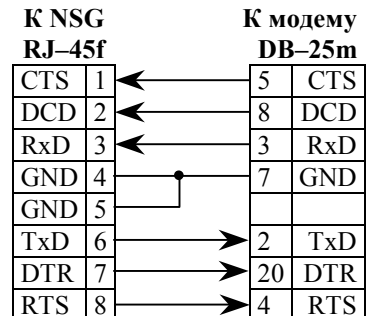 К NSG К модему
RJ–45f DB–25m
CTS 1 5 CTS
DCD 2 8 DCD
RxD 3 3 RxD
GND 4 7 GND
GND 5
TxD 6 2 TxD
DTR 7 20 DTR
RTS 8 4 RTS